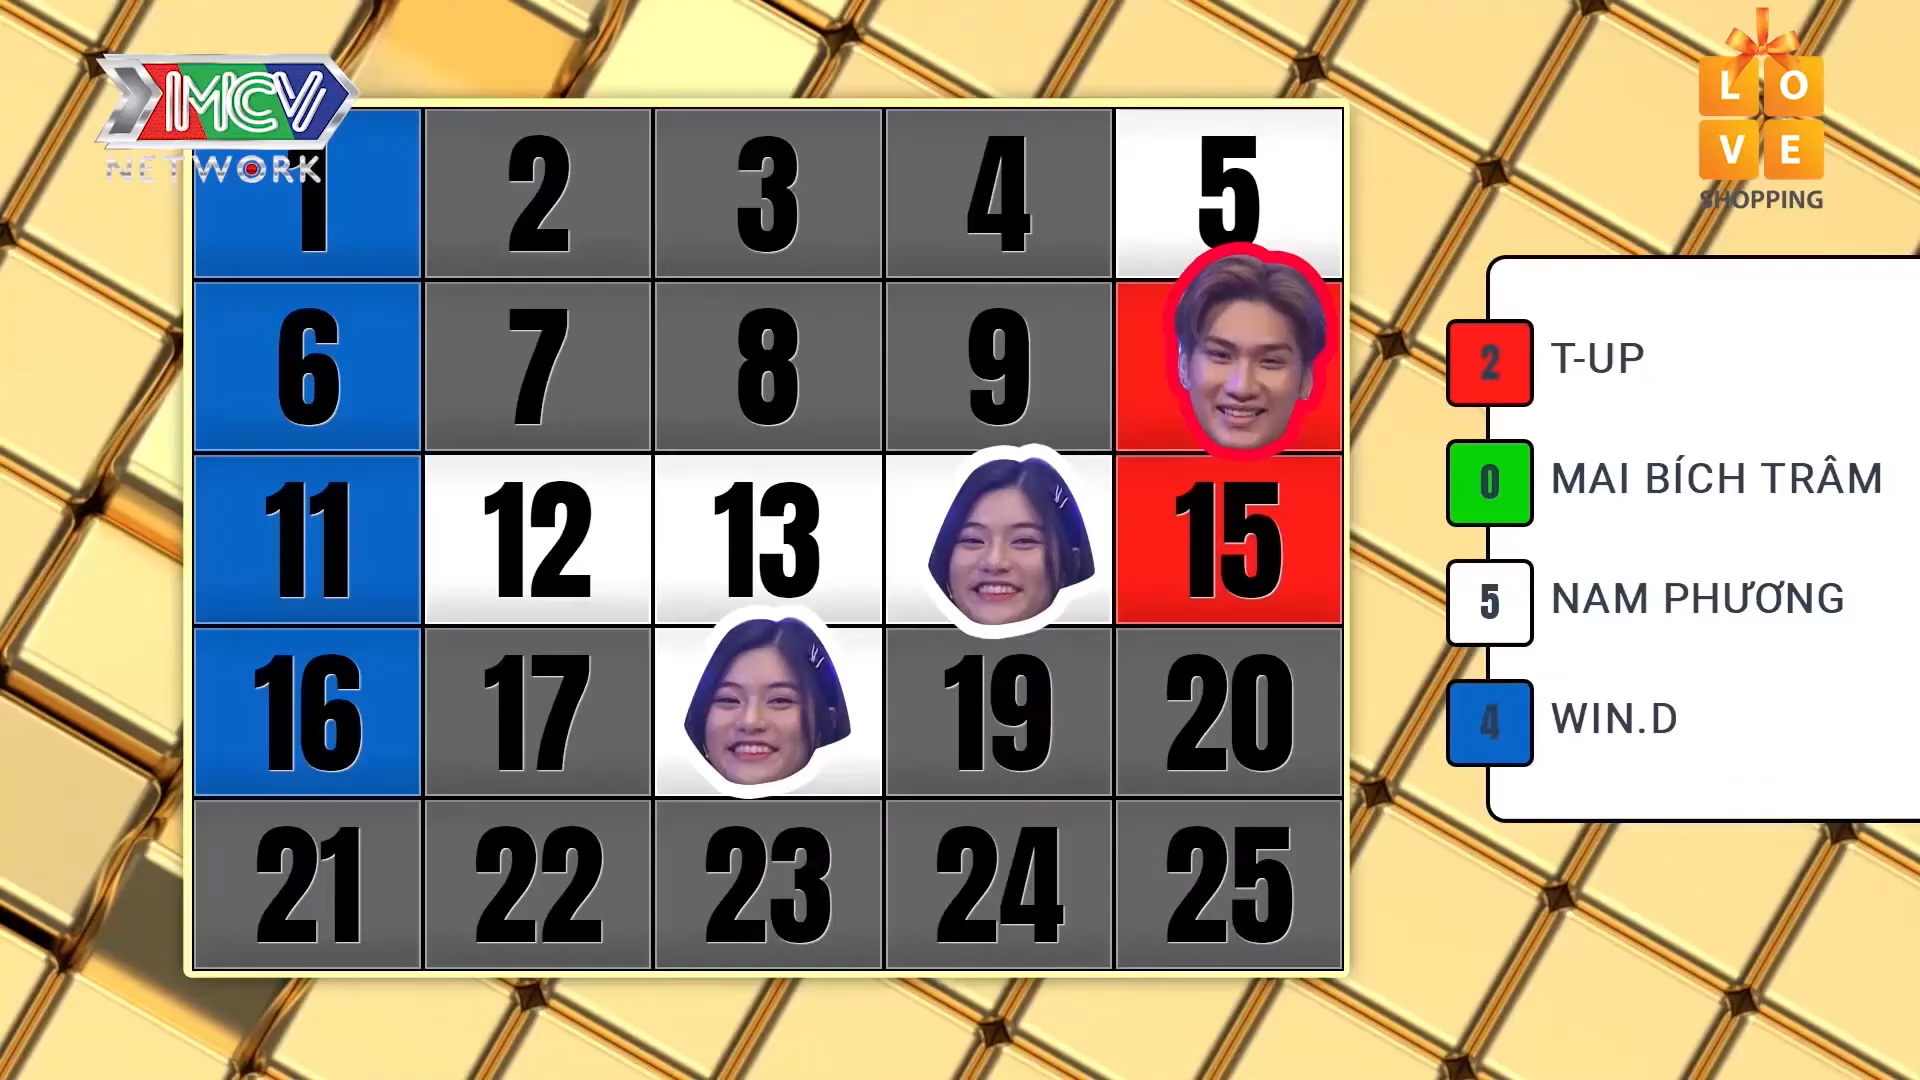 MCV
NETWORK
L O
V E
SHOPPING
1 2 3 4 5
6 7 8 9
11 12 13 15
16 17 19 20
21 22 23 24 25
2 T-UP
0 MAI BÍCH TRÂM
5 NAM PHƯƠNG
4 WIN.D